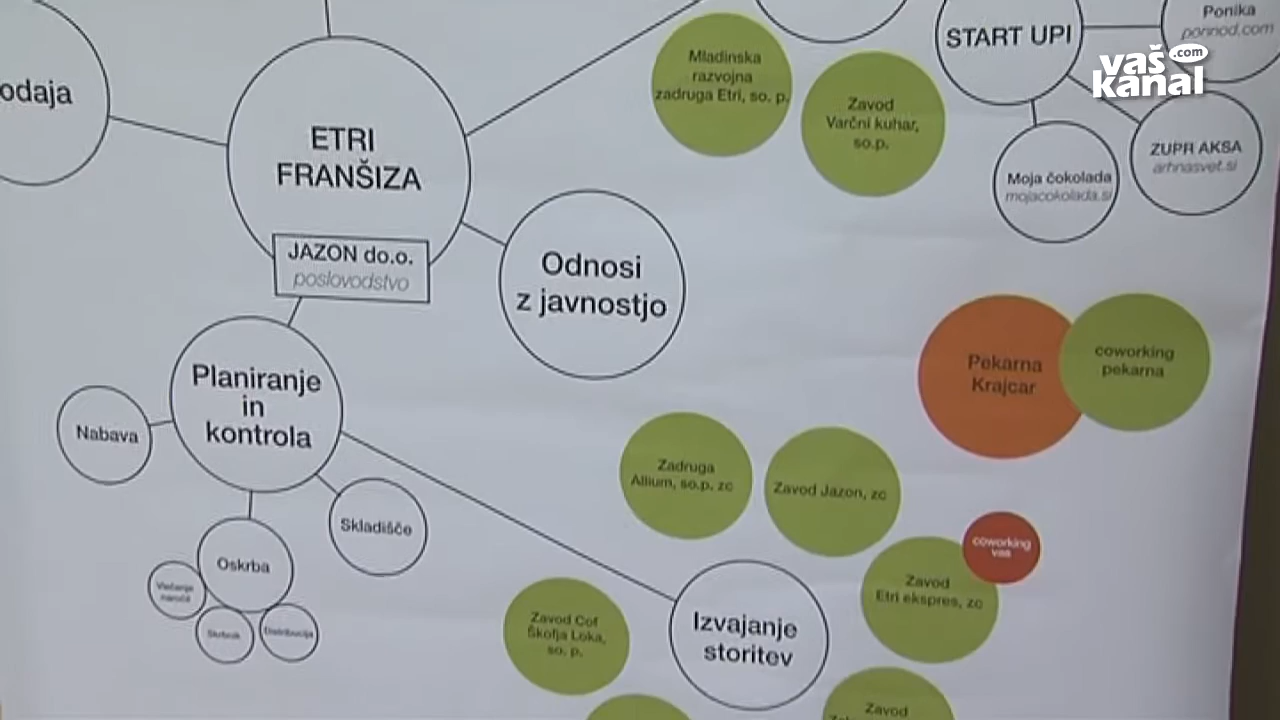 odaja
ETRI
FRANŠIZA
JAZON do.o.
poslovodstvo
Odnosi
z javnostjo
Planiranje
in
kontrola
Nabava
Oskrba
Skladišče
Distribucija
Mladinska
razvojna
zadruga Etri, so. p.
Zavod
Varčni kuhar,
so.p.
START UPI
Ponika
ponnod.com
vaš
.com
kanal
Moja čokolada
mojacokolada.si
ZUPR AKSA
arhnasvet.si
Pekarna
Krajcar
coworking
pekarna
Zadruga
Allium, so.p. zc
Zavod Jazon, zc
coworking
vas
Zavod
Etri ekspres, zc
Zavod Cof
Škofja Loka,
so. p.
Izvajanje
storitev
Zavod